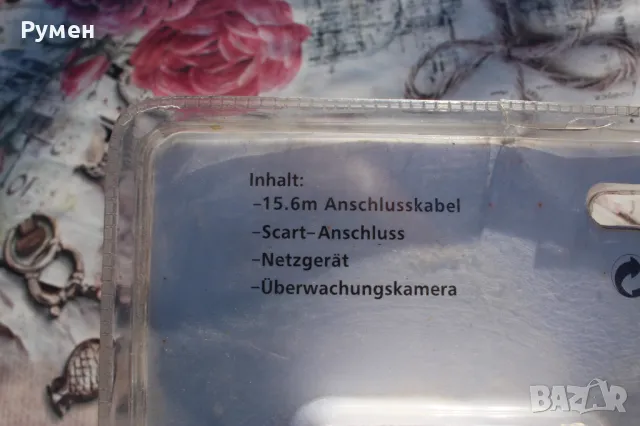 Румен
Inhalt:
-15.6m Anschlusskabel
-Scart-Anschluss
-Netzgerät
-Überwachungskamera
BAZAR